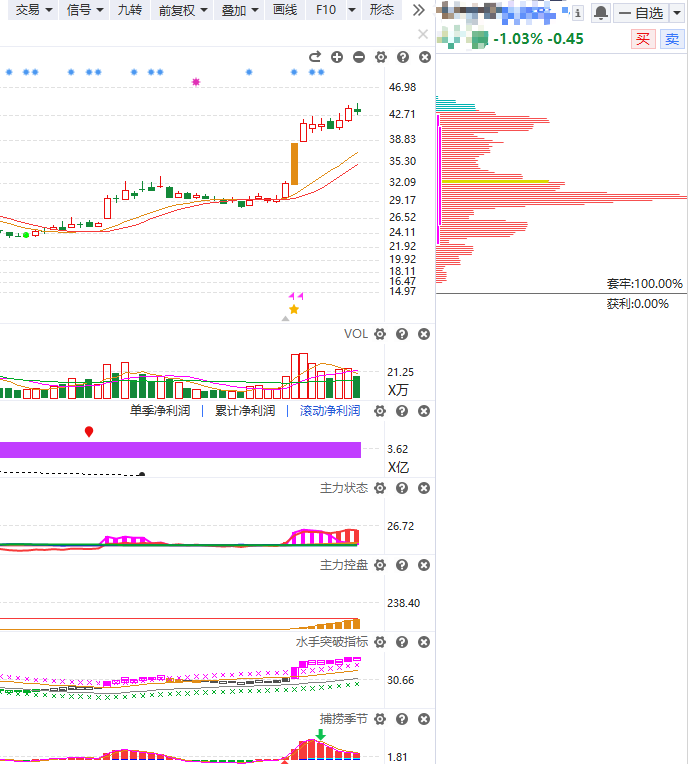 交易 信号 九转 前复权 叠加 画线 F10 形态
自选
-1.03% -0.45
买 卖
46.98
42.71
38.83
35.30
32.09
29.17
26.52
24.11
21.92
19.92
18.11
16.47
14.97
套牢:100.00%
获利:0.00%
VOL
21.25
X万
单季净利润 | 累计净利润 | 滚动净利润
3.62
X亿
主力状态
26.72
主力控盘
238.40
水手突破指标
30.66
捕捞季节
1.81